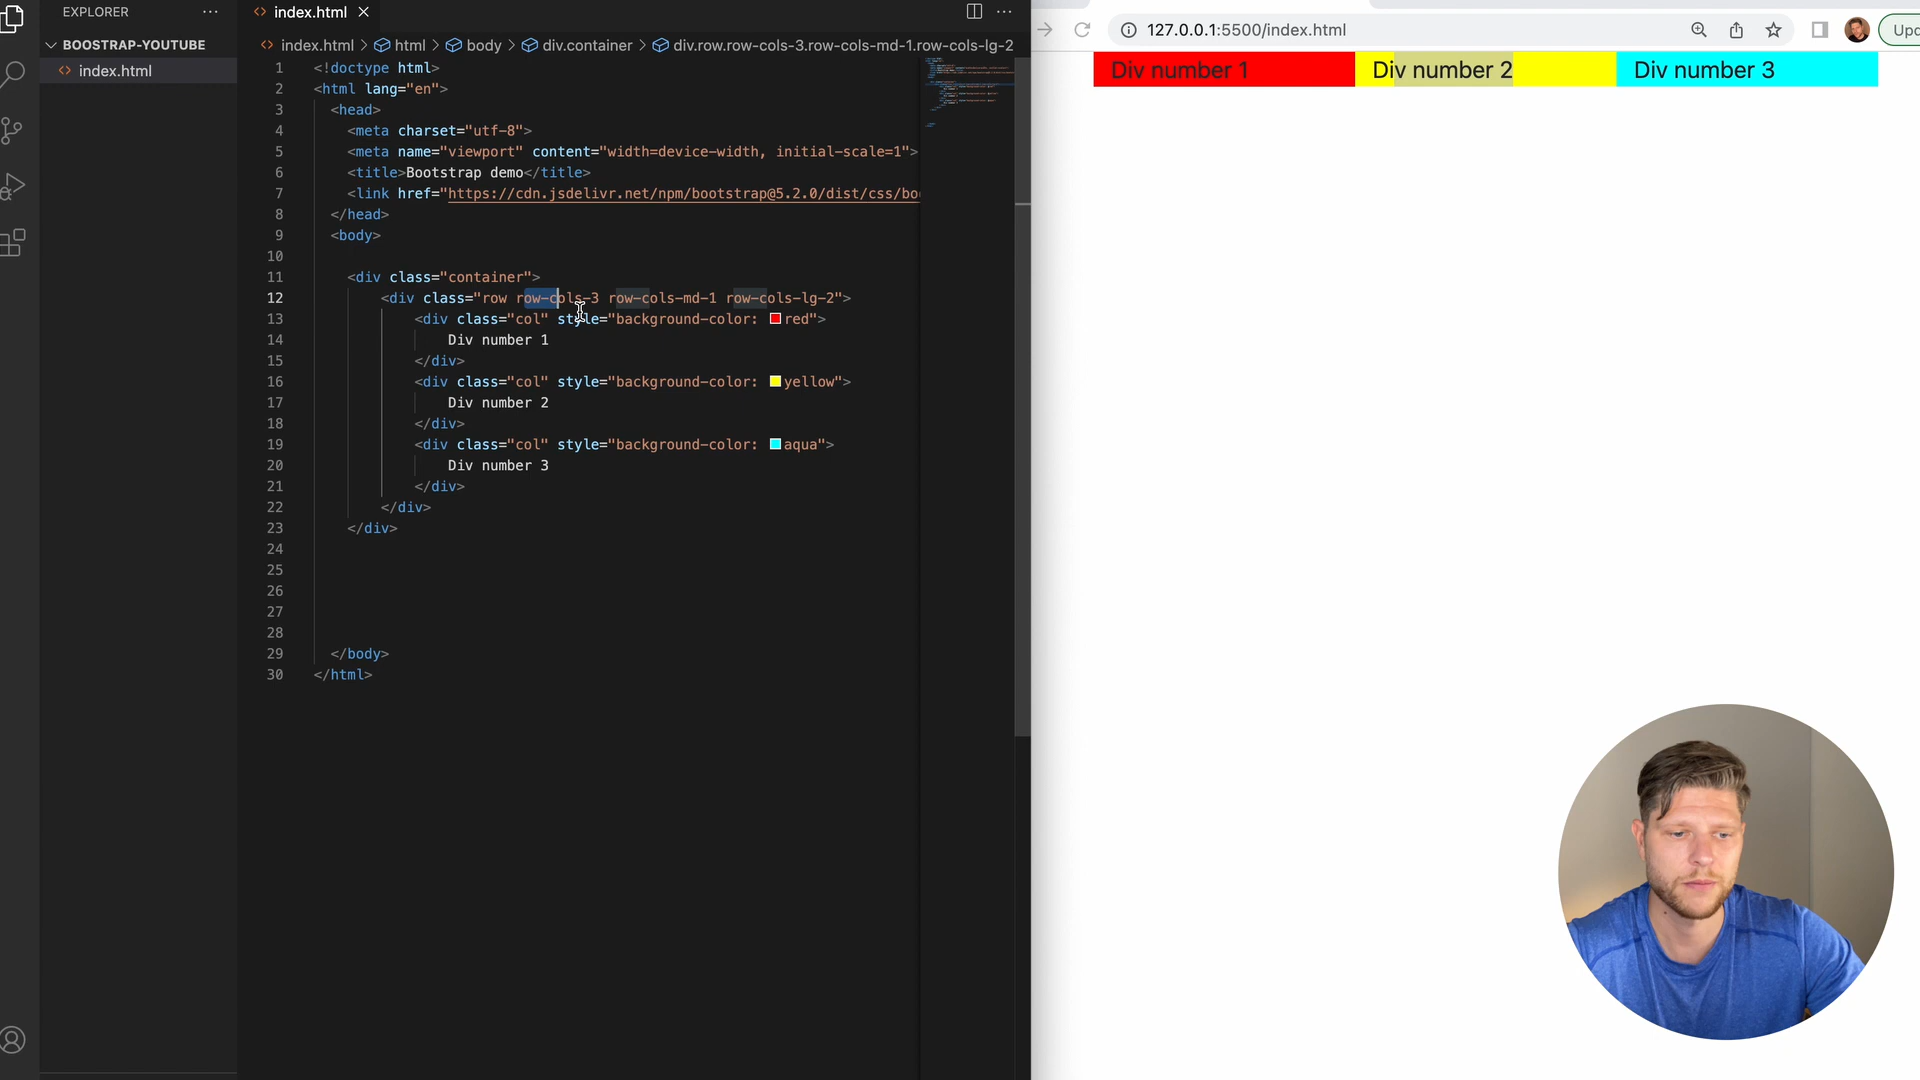 EXPLORER
BOOSTRAP-YOUTUBE
index.html
index.html
index.html > html > body > div.container > div.row.row-cols-3.row-cols-md-1.row-cols-lg-2
1 <!doctype html>
2 <html lang="en">
3 <head>
4 <meta charset="utf-8">
5 <meta name="viewport" content="width=device-width, initial-scale=1">
6 <title>Bootstrap demo</title>
7 <link href="https://cdn.jsdelivr.net/npm/bootstrap@5.2.0/dist/css/bo
8 </head>
9 <body>
10
11 <div class="container">
12 <div class="row row-cols-3 row-cols-md-1 row-cols-lg-2">
13 <div class="col" style="background-color: red">
14 Div number 1
15 </div>
16 <div class="col" style="background-color: yellow">
17 Div number 2
18 </div>
19 <div class="col" style="background-color: aqua">
20 Div number 3
21 </div>
22 </div>
23 </div>
24
25
26
27
28
29 </body>
30 </html>
127.0.0.1:5500/index.html
Upd
Div number 1 Div number 2 Div number 3